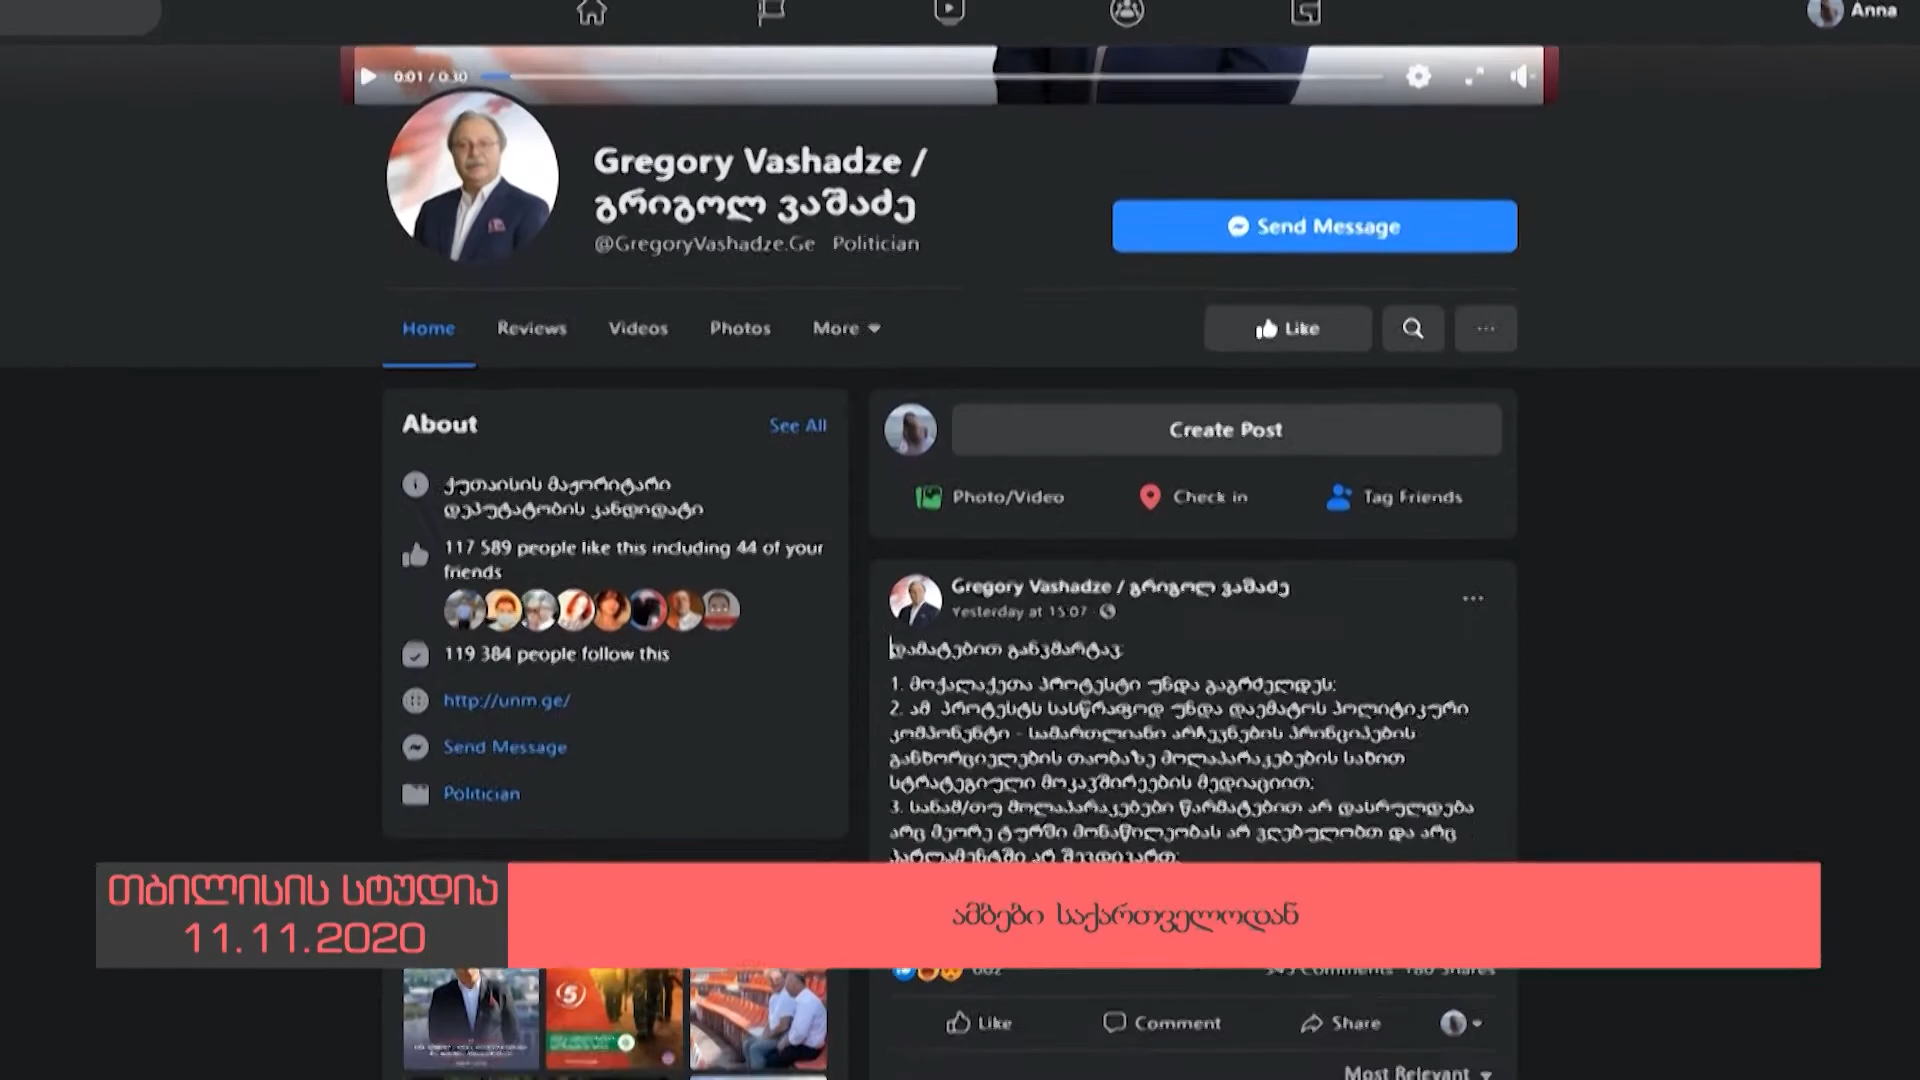 Anna
0:01 / 0:30
Gregory Vashadze /
გრიგოლ ვაშაძე
@GregoryVashadze.Ge Politician
Send Message
Home Reviews Videos Photos More
Like
About See All
ქუთაისის მაჟორიტარი
დეპუტატობის კანდიდატი
117 589 people like this including 44 of your
friends
119 384 people follow this
http://unm.ge/
Send Message
Politician
Create Post
Photo/Video Check in Tag Friends
Gregory Vashadze / გრიგოლ ვაშაძე
Yesterday at 15:07
დამატებით განვმარტავ:
1. მოქალაქეთა პროტესტი უნდა გაგრძელდეს;
2. ამ პროტესტს სასწრაფოდ უნდა დაემატოს პოლიტიკური
კომპონენტი - სამართლიანი არჩევნების პრინციპების
განხორციელების თაობაზე მოლაპარაკებების სახით
სტრატეგიული მოკავშირეების მედიაციით;
3. სანამ/თუ მოლაპარაკებები წარმატებით არ დასრულდება
არც მეორე ტურში მონაწილეობას არ ვღებულობთ და არც
პარლამენტში არ შევდივართ;
თბილისის სტუდია
11.11.2020
ამბები საქართველოდან
Comments Shares
Like Comment Share
Most Relevant